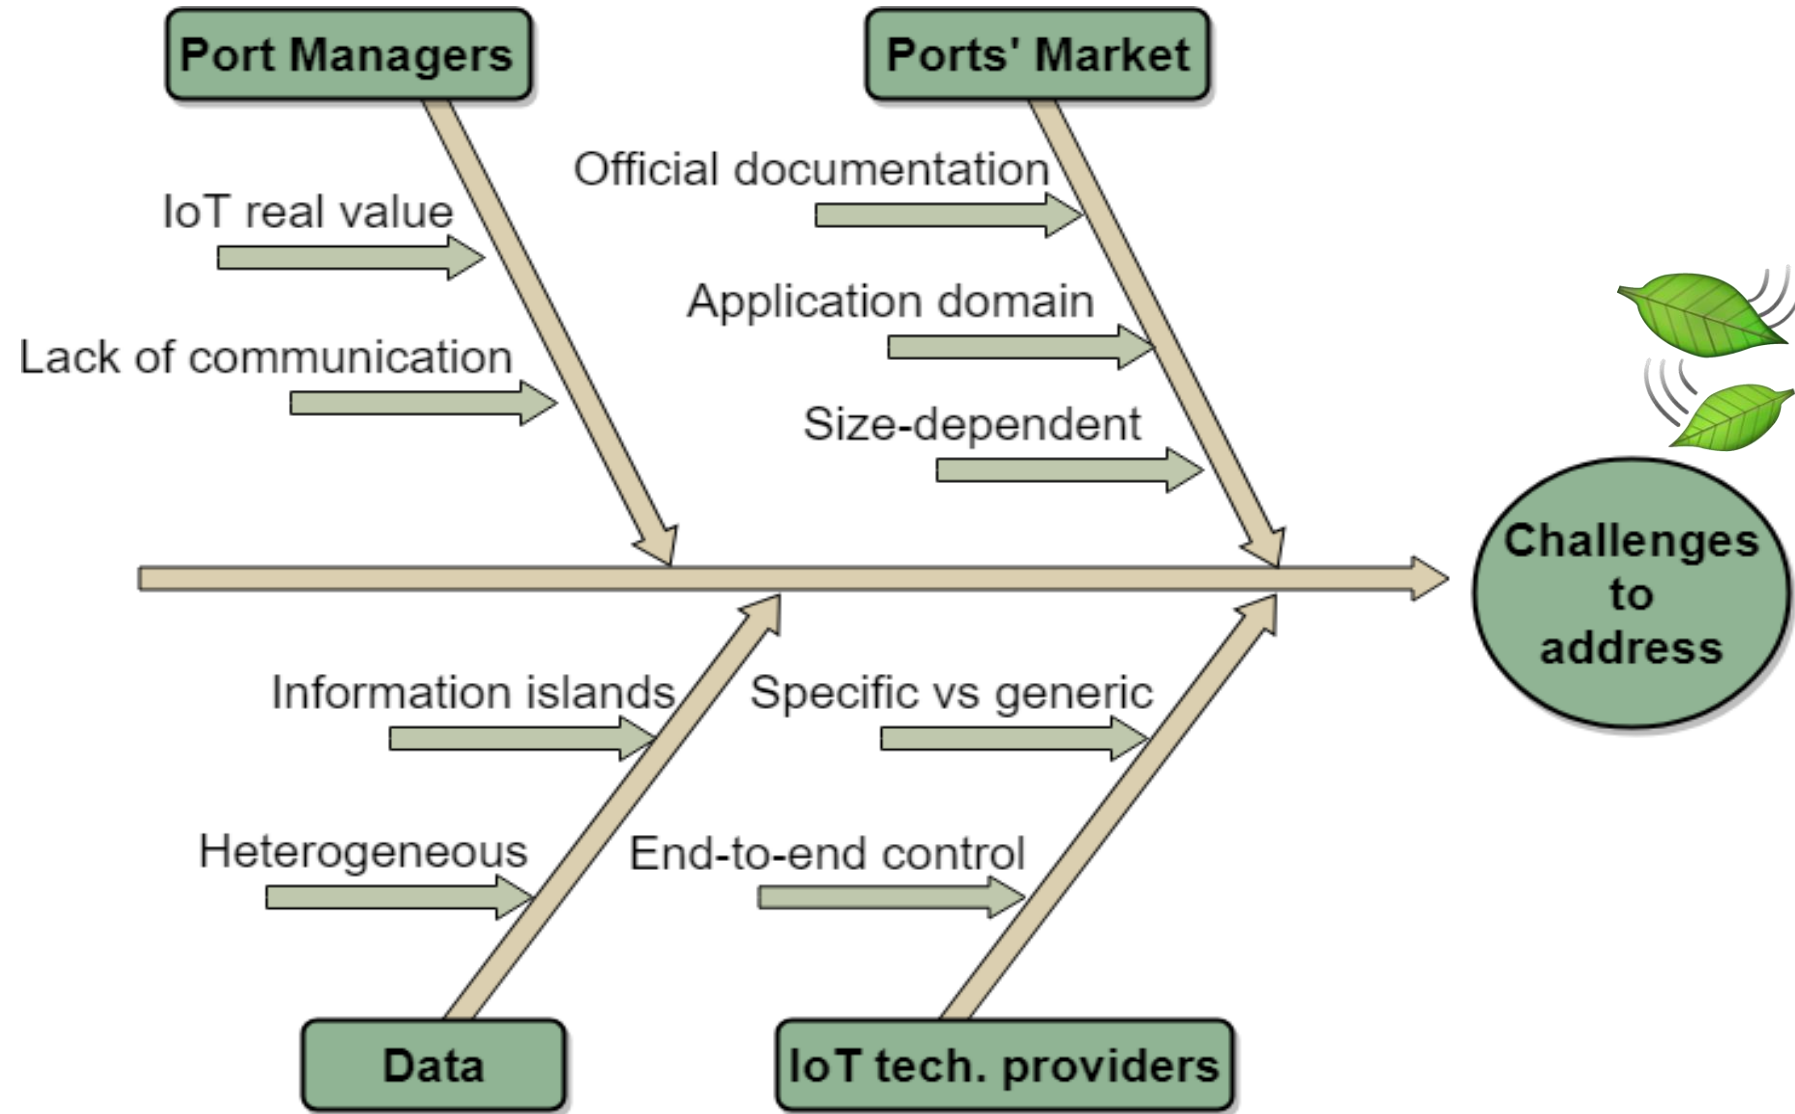 Port Managers
Ports' Market
Official documentation
IoT real value
Application domain
Lack of communication
Size-dependent
Challenges
to
address
Information islands
Specific vs generic
Heterogeneous
End-to-end control
Data
IoT tech. providers